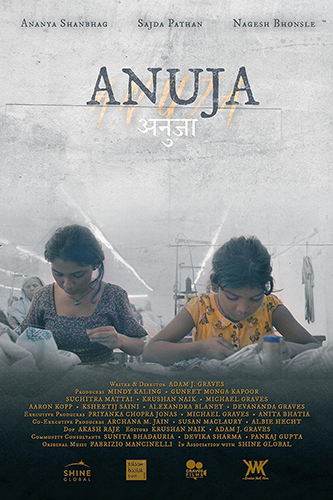 ANANYA SHANBHAG SAJDA PATHAN NAGESH BHONSLE
ANUJA
अनुजा
WRITER & DIRECTOR ADAM J. GRAVES
PRODUCERS MINDY KALING • GUNEET MONGA KAPOOR
SUCHITRA MATTAI • KRUSHAN NAIK • MICHAEL GRAVES
AARON KOPP • KSHEETIJ SAINI • ALEXANDRA BLANEY • DEVANANDA GRAVES
EXECUTIVE PRODUCERS PRIYANKA CHOPRA JONAS • MICHAEL GRAVES • ANITA BHATIA
CO-EXECUTIVE PRODUCERS ARCHANA M. JAIN • SUSAN MACLAURY • ALBIE HECHT
DOP AKASH RAJE EDITORS KRUSHAN NAIK • ADAM J. GRAVES
COMMUNITY CONSULTANTS SUNITA BHADAURIA • DEVIKA SHARMA • PANKAJ GUPTA
ORIGINAL MUSIC FABRIZIO MANCINELLI IN ASSOCIATION WITH SHINE GLOBAL
SHINE
GLOBAL
GRAVES
FILMS